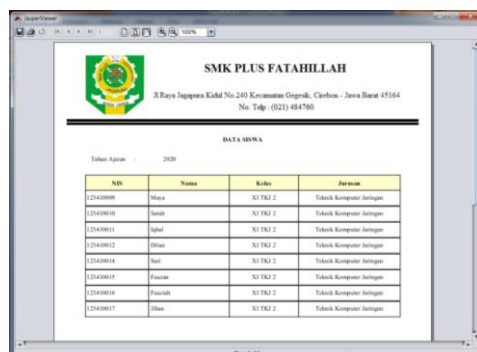 JasperViewer
100%
SMK PLUS FATAHILLAH
Jl.Raya Jagapura Kidul No.240 Kecamatan Gegesik, Cirebon - Jawa Barat 45164
No. Telp : (021) 484760
DATA SISWA
Tahun Ajaran : 2020
NIS Nama Kelas Jurusan
123410009 Maya XI TKJ 2 Teknik Komputer Jaringan
123410010 Sarah XI TKJ 2 Teknik Komputer Jaringan
123410011 Iqbal XI TKJ 2 Teknik Komputer Jaringan
123410012 Dilan XI TKJ 2 Teknik Komputer Jaringan
123410014 Sari XI TKJ 2 Teknik Komputer Jaringan
123410015 Fauzan XI TKJ 2 Teknik Komputer Jaringan
123410016 Fauziah XI TKJ 2 Teknik Komputer Jaringan
123410017 Jihan XI TKJ 2 Teknik Komputer Jaringan